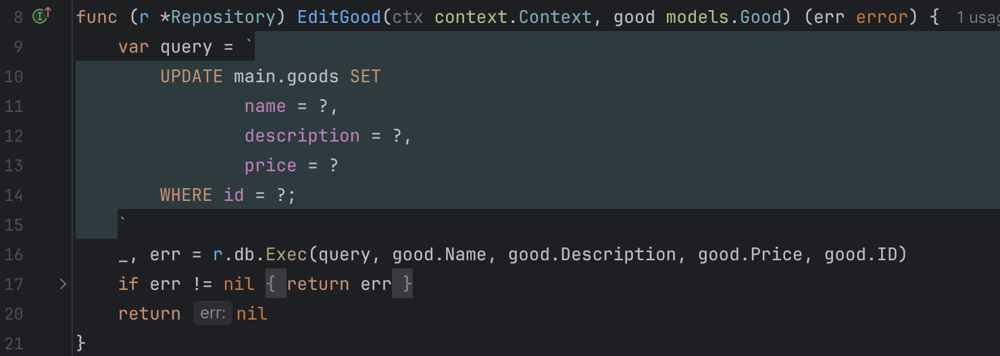 8 func (r *Repository) EditGood(ctx context.Context, good models.Good) (err error) { 1 usag
9 var query = `
10 UPDATE main.goods SET
11 name = ?,
12 description = ?,
13 price = ?
14 WHERE id = ?;
15 `
16 _, err = r.db.Exec(query, good.Name, good.Description, good.Price, good.ID)
17 if err != nil { return err }
20 return err: nil
21 }